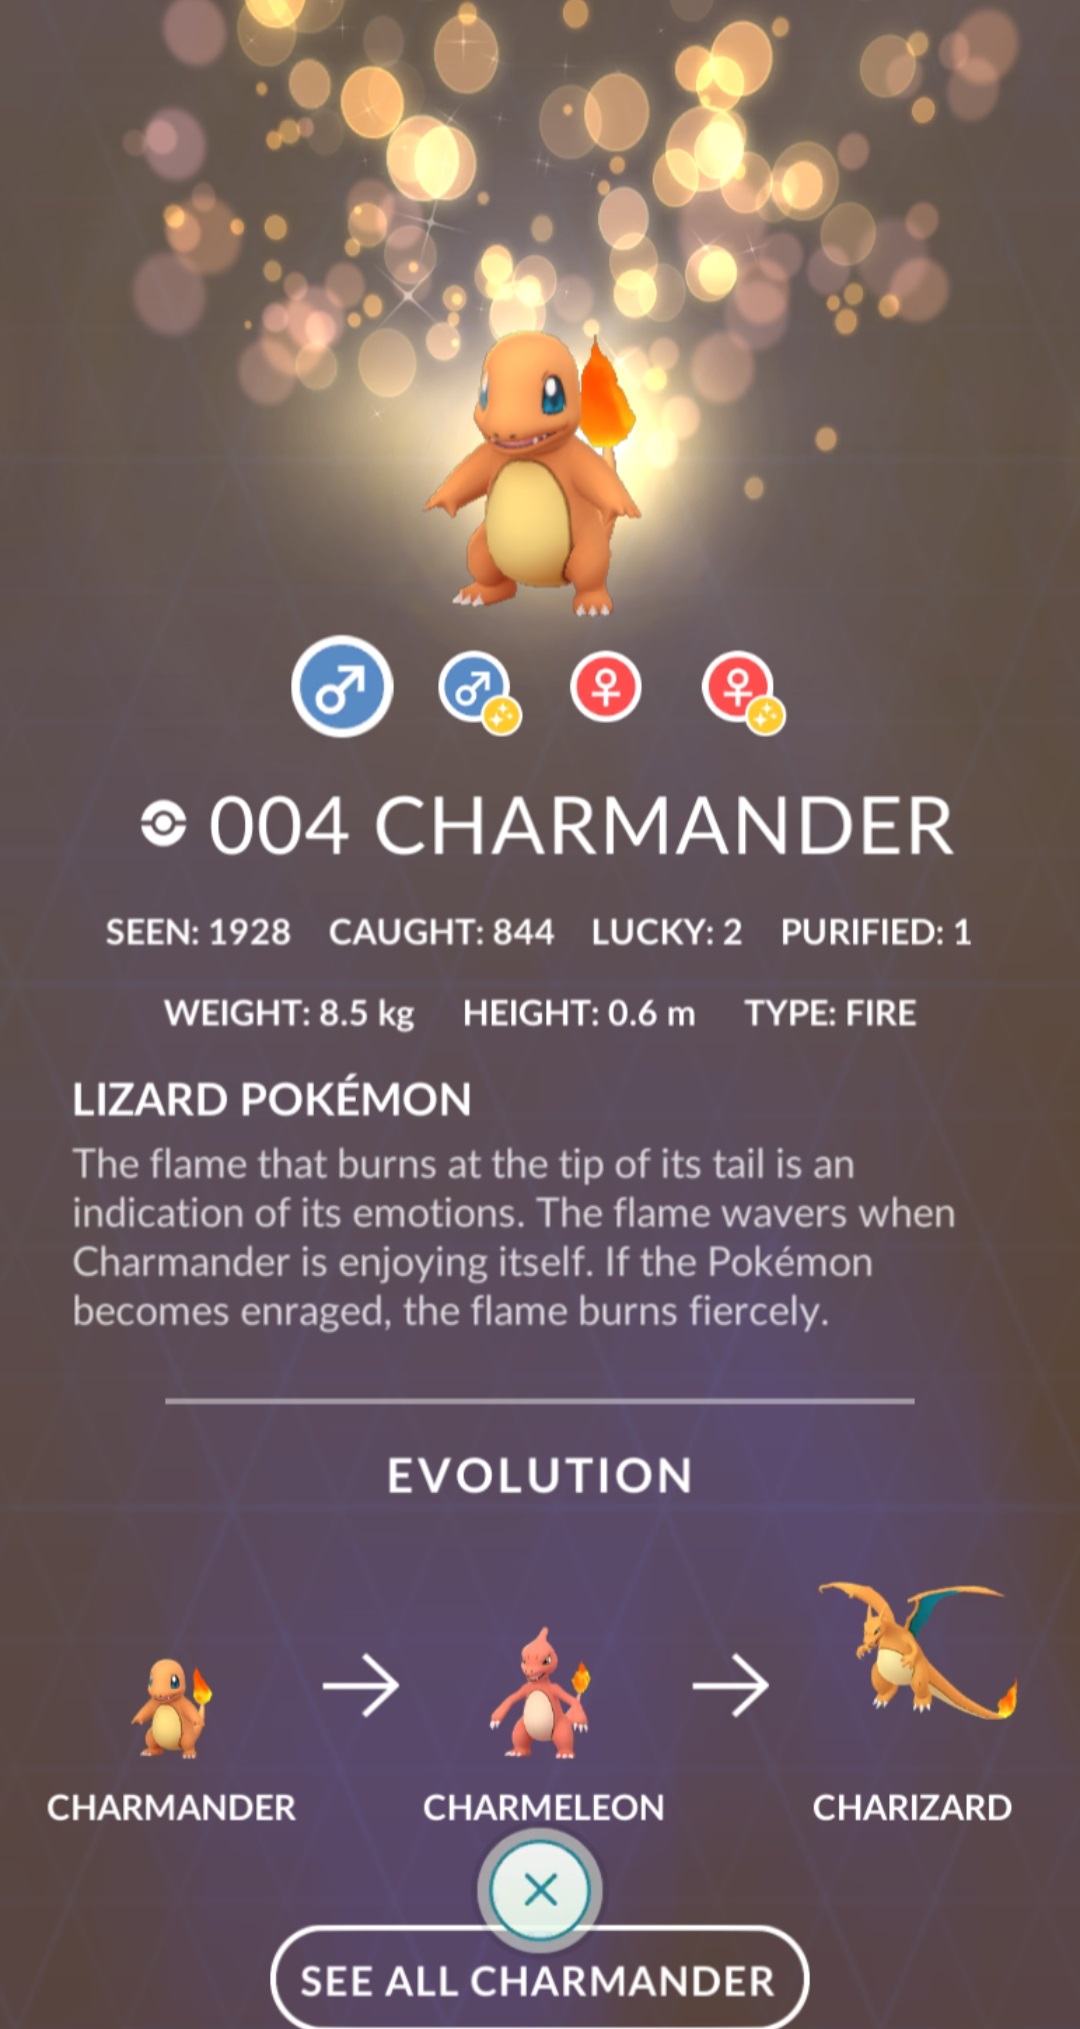 004 CHARMANDER
SEEN: 1928 CAUGHT: 844 LUCKY: 2 PURIFIED: 1
WEIGHT: 8.5 kg HEIGHT: 0.6 m TYPE: FIRE
LIZARD POKÉMON
The flame that burns at the tip of its tail is an
indication of its emotions. The flame wavers when
Charmander is enjoying itself. If the Pokémon
becomes enraged, the flame burns fiercely.
EVOLUTION
CHARMANDER CHARMELEON CHARIZARD
SEE ALL CHARMANDER